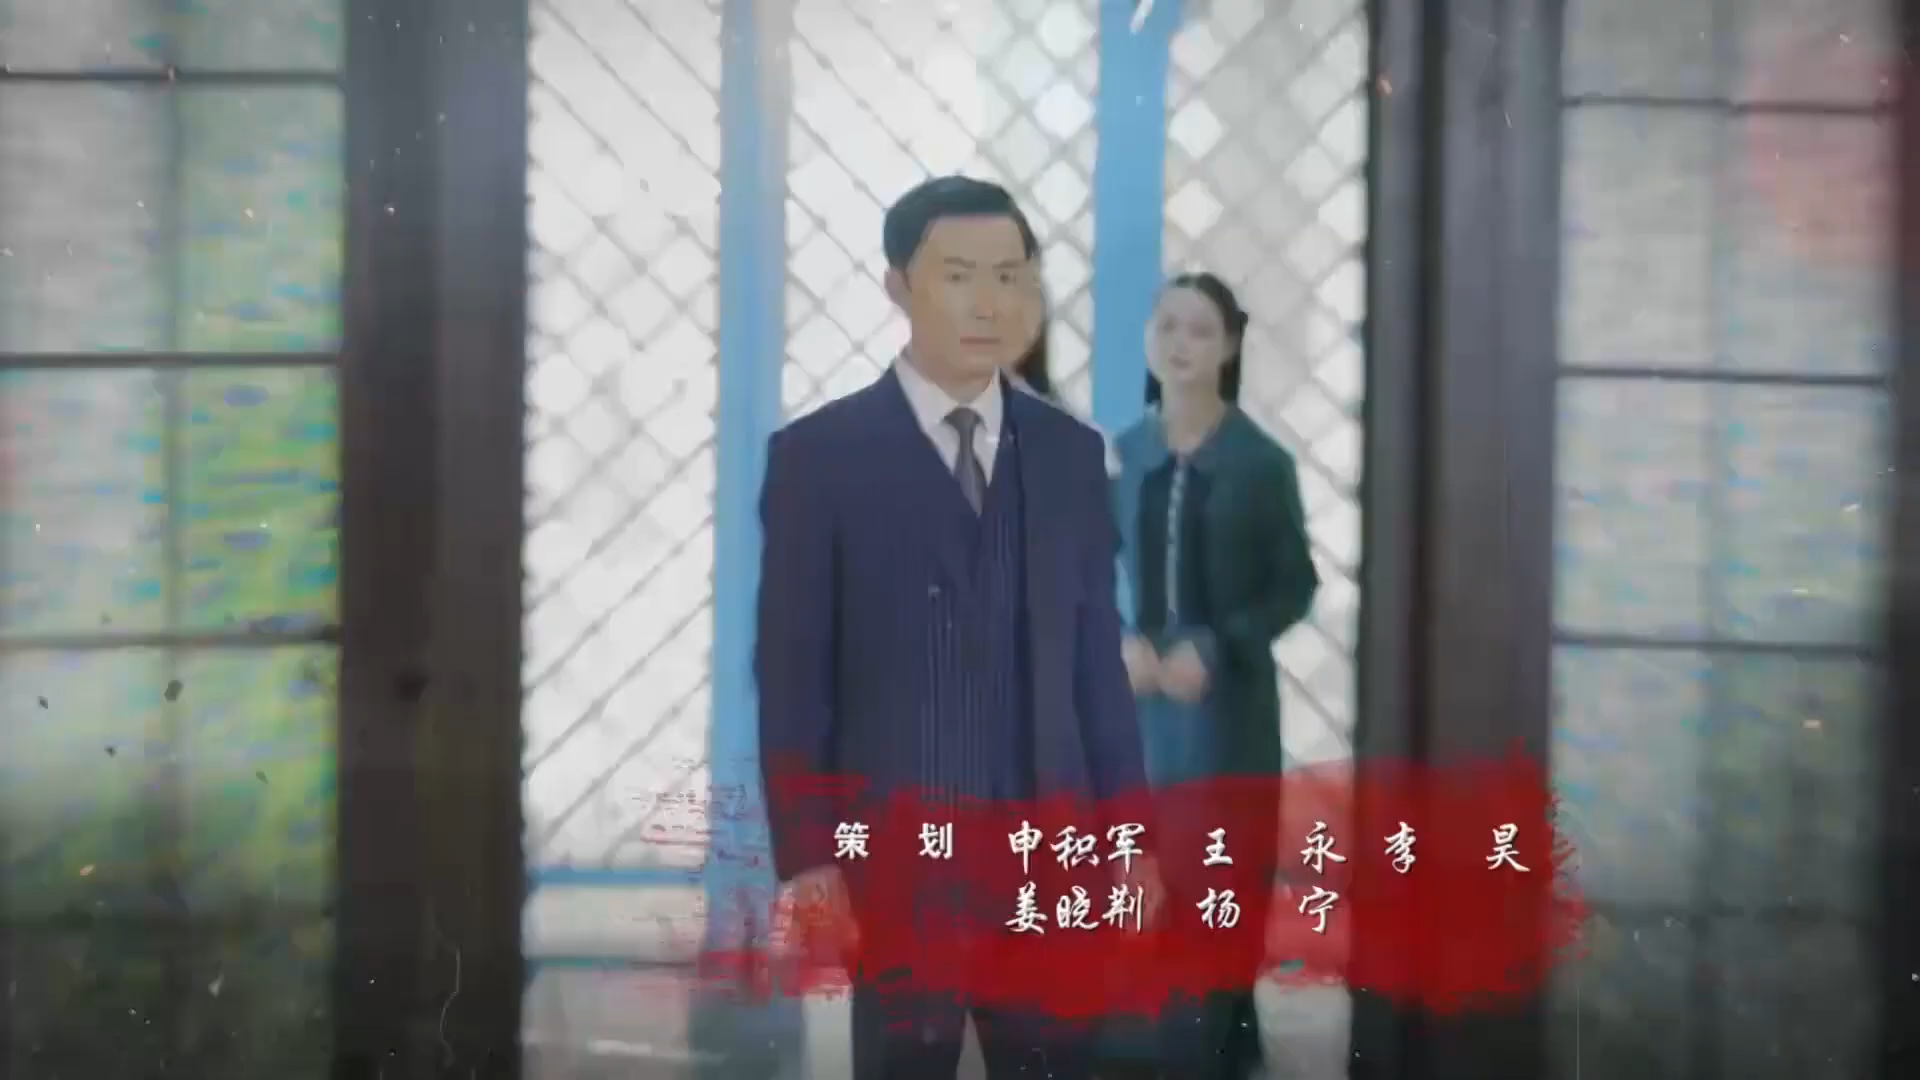 策 划 申积军 王 永 李 昊
姜晓荆 杨 宁